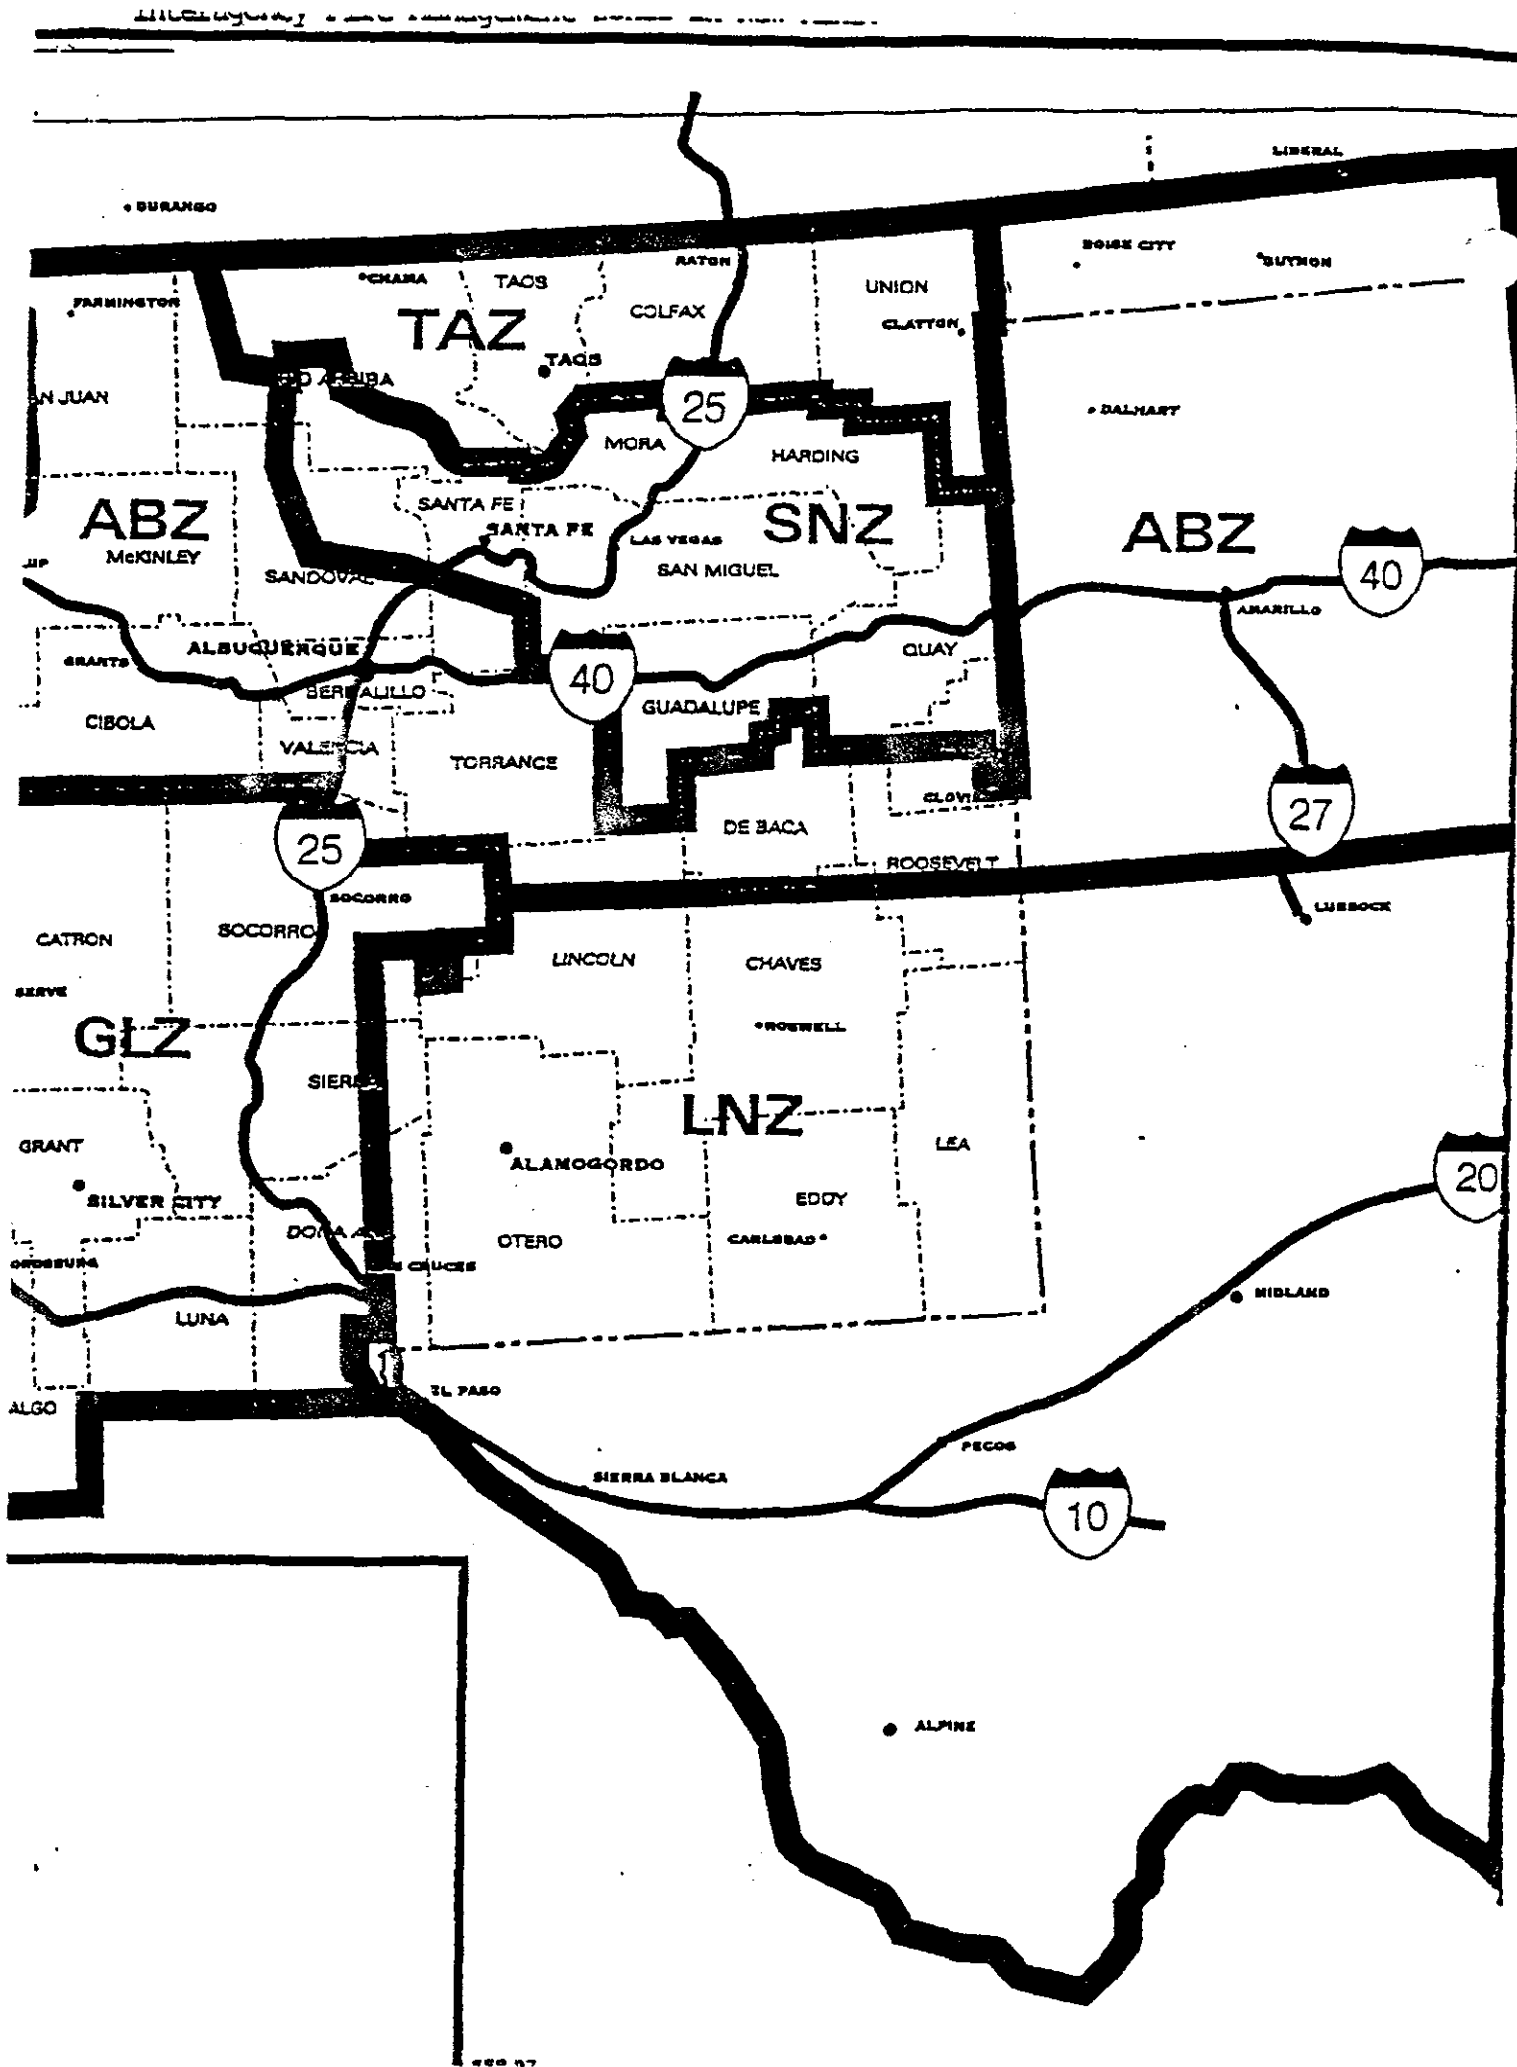 LIBERAL
DURANGO
BOISE CITY
GUYMON
RATON
CHAMA
TAOS
UNION
FARMINGTON
COLFAX
CLAYTON
TAZ
TAOS
25
DALHART
MORA
HARDING
SANTA FE
SANTA FE
ABZ
McKINLEY
SNZ
LAS VEGAS
SAN MIGUEL
ABZ
40
AMARILLO
ALBUQUERQUE
GRANTS
QUAY
40
GUADALUPE
CIBOLA
VALENCIA
TORRANCE
27
DE BACA
25
ROOSEVELT
SOCORRO
LUBBOCK
CATRON
SOCORRO
LINCOLN
CHAVES
GLZ
ROSWELL
LNZ
GRANT
ALAMOGORDO
LEA
20
SILVER CITY
EDDY
OTERO
CARLSBAD
CRUCES
MIDLAND
LUNA
EL PASO
ALGO
PECOS
SIERRA BLANCA
10
ALPINE